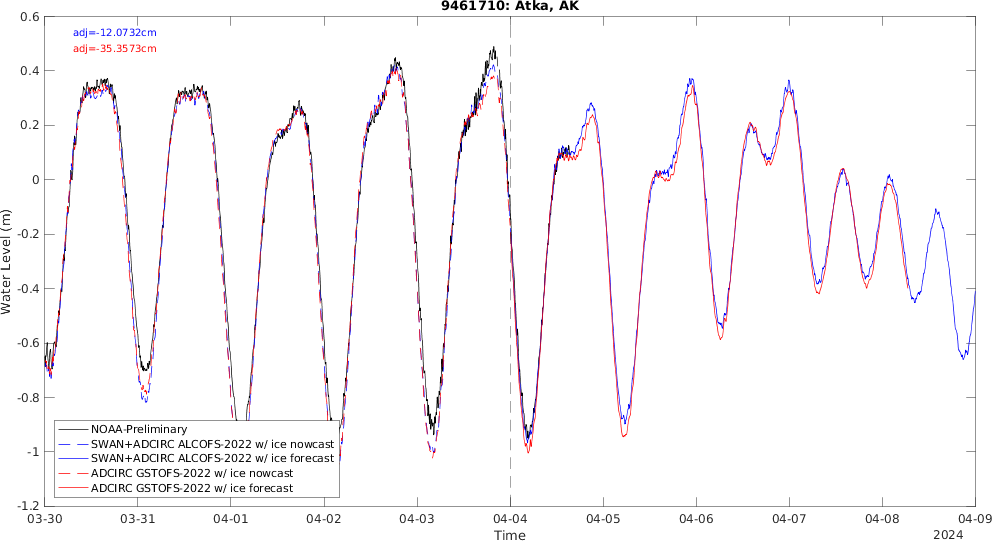 9461710: Atka, AK
adj=-12.0732cm
adj=-35.3573cm
0.6
0.4
0.2
0
-0.2
-0.4
-0.6
-0.8
-1
-1.2
Water Level (m)
NOAA-Preliminary
SWAN+ADCIRC ALCOFS-2022 w/ ice nowcast
SWAN+ADCIRC ALCOFS-2022 w/ ice forecast
ADCIRC GSTOFS-2022 w/ ice nowcast
ADCIRC GSTOFS-2022 w/ ice forecast
03-30 03-31 04-01 04-02 04-03 04-04 04-05 04-06 04-07 04-08 04-09
Time
2024